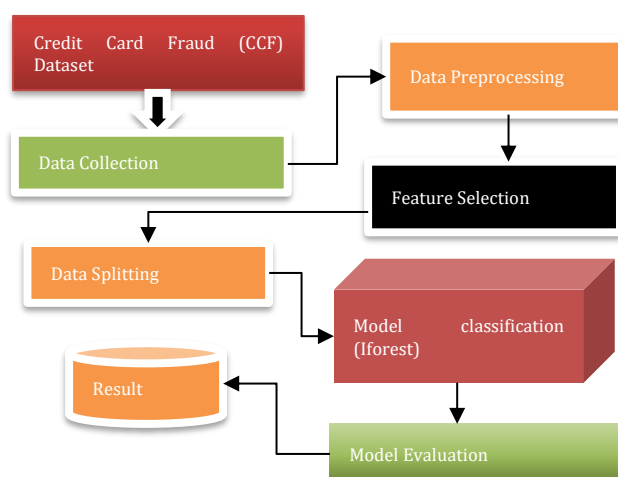 Credit Card Fraud (CCF)
Dataset
Data Preprocessing
Data Collection
Feature Selection
Data Splitting
Model classification
(Iforest)
Result
Model Evaluation